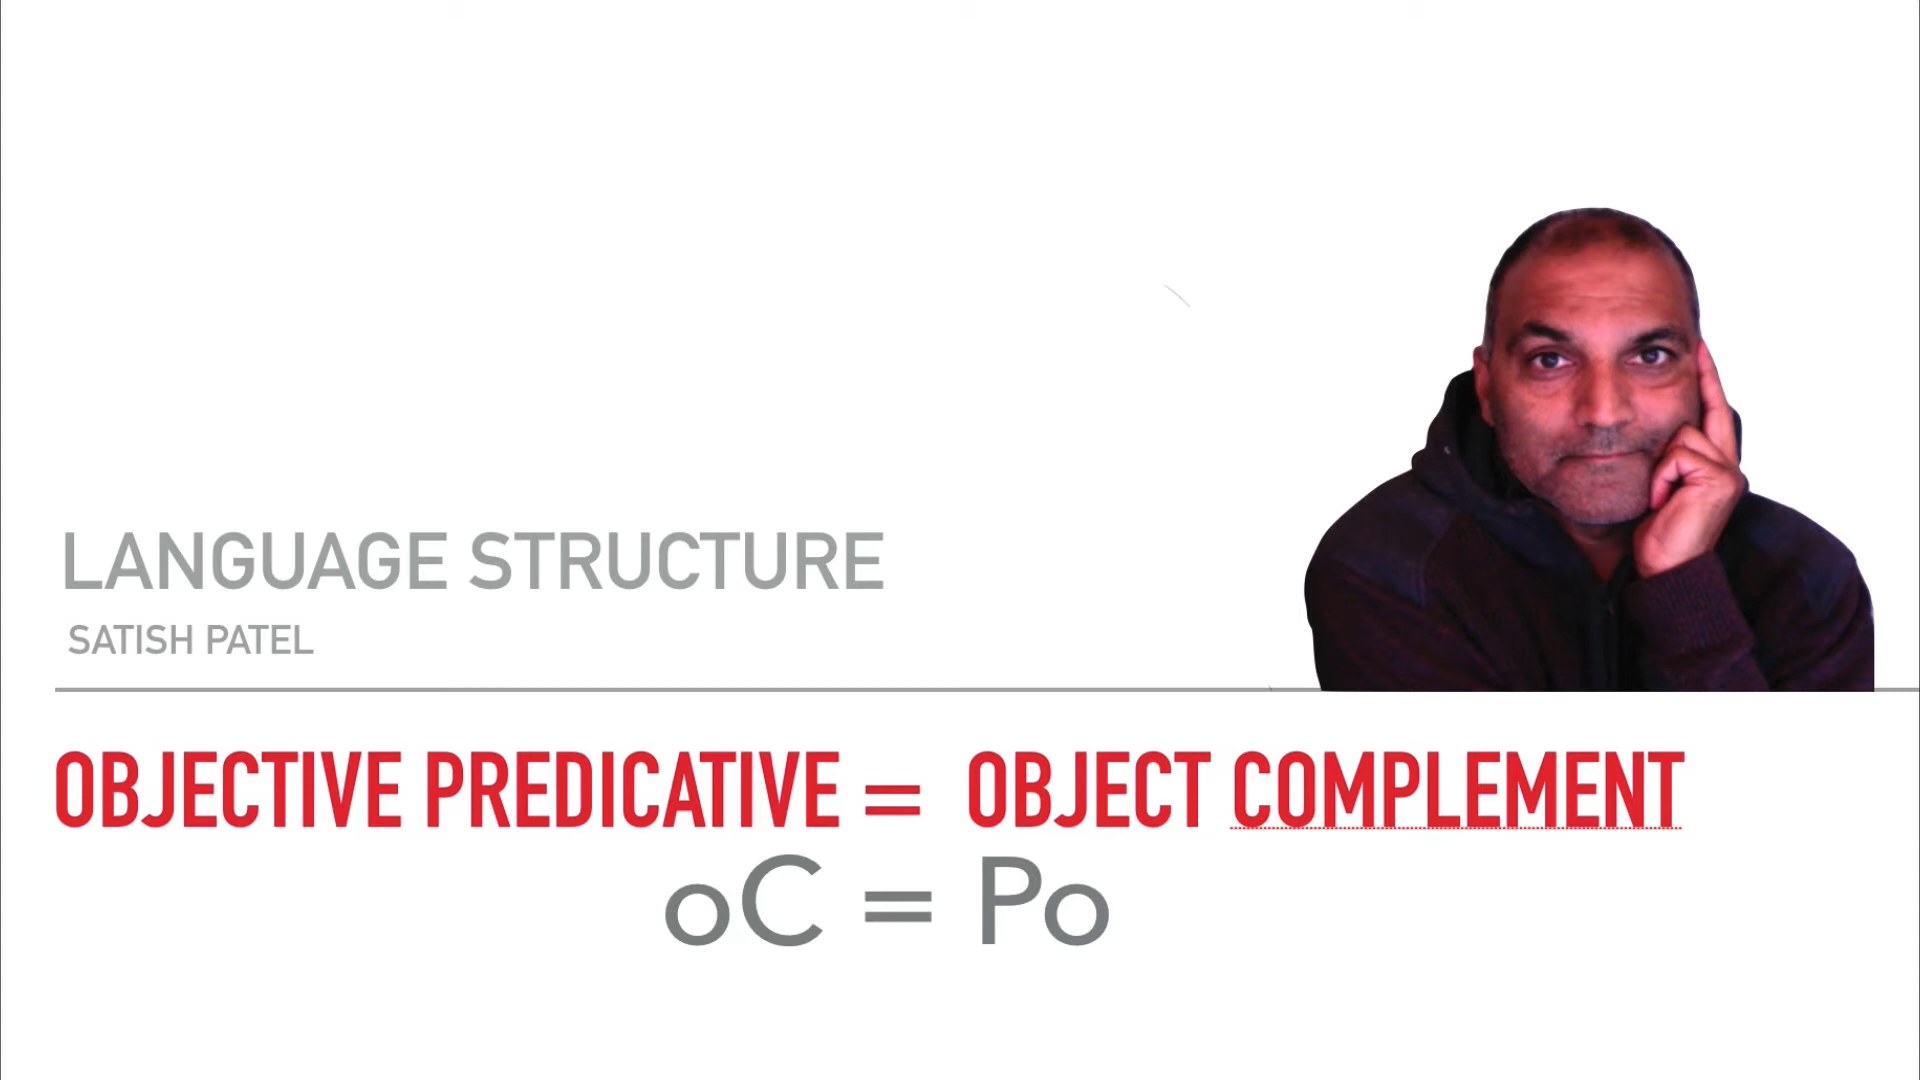 LANGUAGE STRUCTURE
SATISH PATEL
OBJECTIVE PREDICATIVE = OBJECT COMPLEMENT
oC = Po